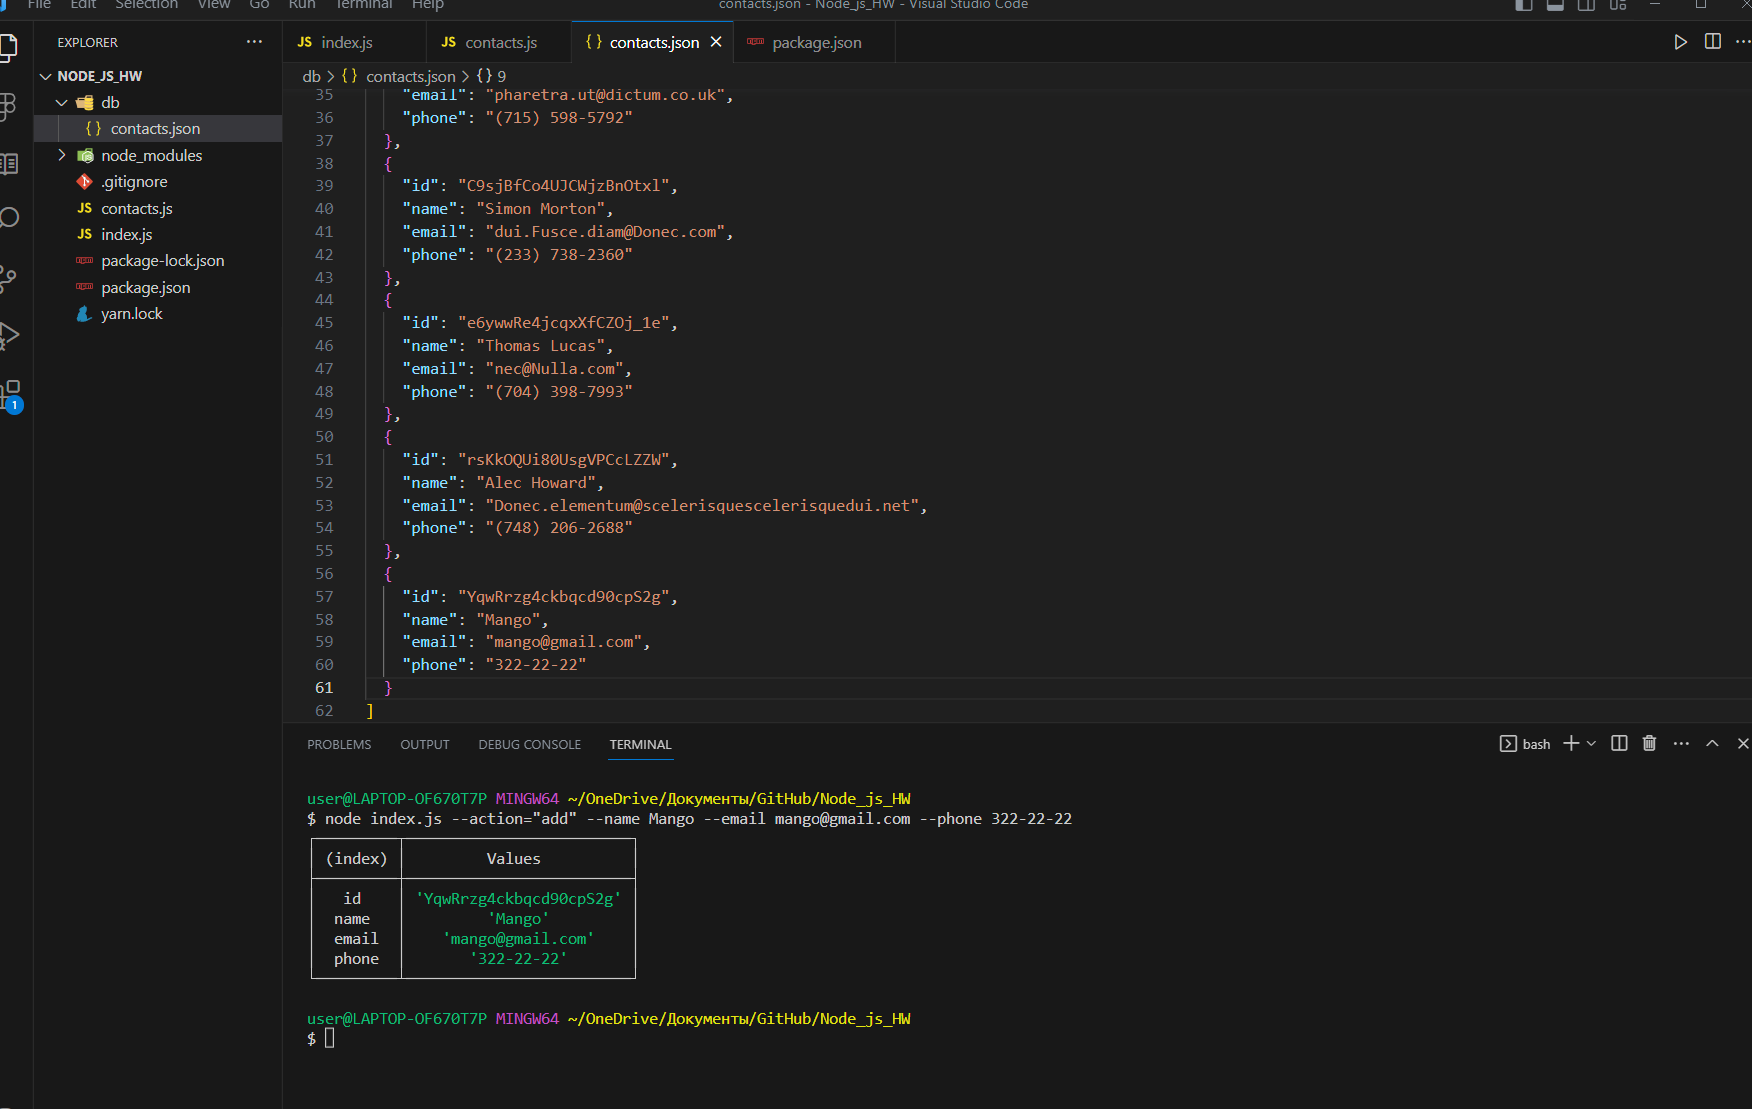 File Edit Selection View Go Run Terminal Help
contacts.json - Node_js_HW - Visual Studio Code
EXPLORER
NODE_JS_HW
db
{} contacts.json
node_modules
.gitignore
JS contacts.js
JS index.js
package-lock.json
package.json
yarn.lock
1
JS index.js
JS contacts.js
{} contacts.json
package.json
db > {} contacts.json > {} 9
35 "email": "pharetra.ut@dictum.co.uk",
36 "phone": "(715) 598-5792"
37 },
38 {
39 "id": "C9sjBfCo4UJCWjzBnOtxl",
40 "name": "Simon Morton",
41 "email": "dui.Fusce.diam@Donec.com",
42 "phone": "(233) 738-2360"
43 },
44 {
45 "id": "e6ywwRe4jcqxXfCZOj_1e",
46 "name": "Thomas Lucas",
47 "email": "nec@Nulla.com",
48 "phone": "(704) 398-7993"
49 },
50 {
51 "id": "rsKkOQUi80UsgVPCcLZZW",
52 "name": "Alec Howard",
53 "email": "Donec.elementum@scelerisquescelerisquedui.net",
54 "phone": "(748) 206-2688"
55 },
56 {
57 "id": "YqwRrzg4ckbqcd90cpS2g",
58 "name": "Mango",
59 "email": "mango@gmail.com",
60 "phone": "322-22-22"
61 }
62 ]
PROBLEMS OUTPUT DEBUG CONSOLE TERMINAL
bash
user@LAPTOP-OF670T7P MINGW64 ~/OneDrive/Документы/GitHub/Node_js_HW
$ node index.js --action="add" --name Mango --email mango@gmail.com --phone 322-22-22
(index) Values
id 'YqwRrzg4ckbqcd90cpS2g'
name 'Mango'
email 'mango@gmail.com'
phone '322-22-22'
user@LAPTOP-OF670T7P MINGW64 ~/OneDrive/Документы/GitHub/Node_js_HW
$